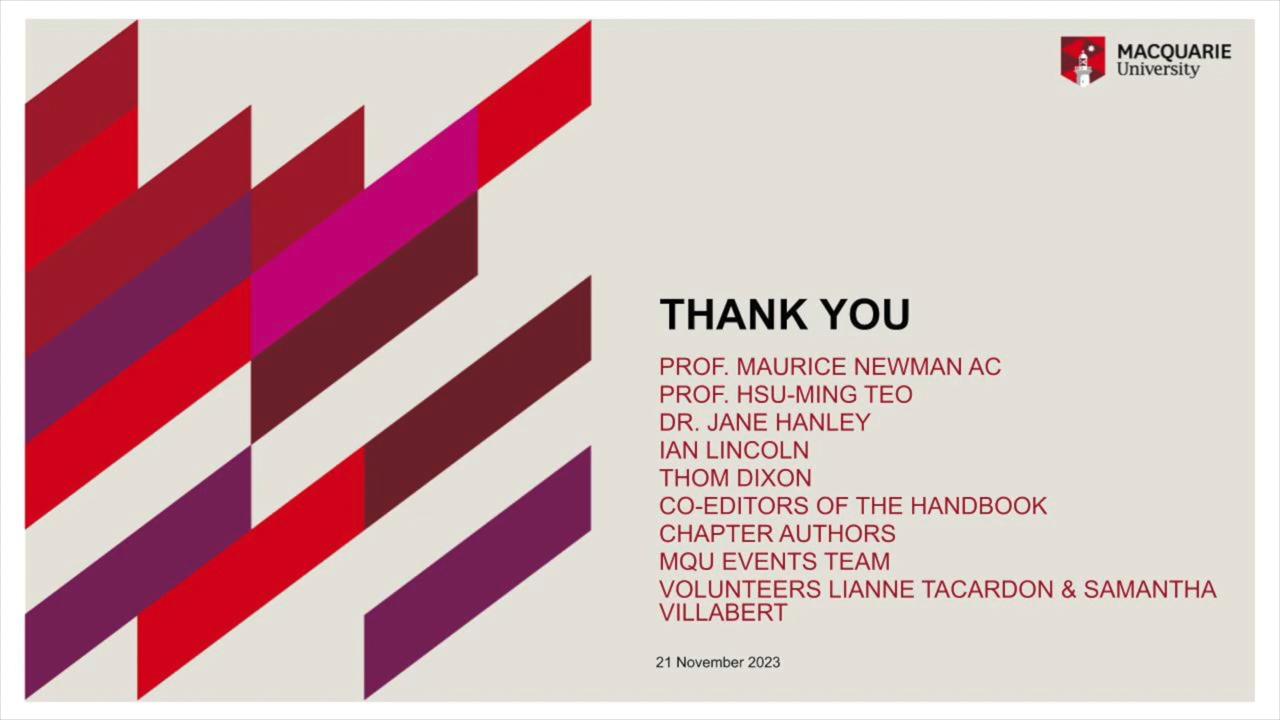 MACQUARIE
University
THANK YOU
PROF. MAURICE NEWMAN AC
PROF. HSU-MING TEO
DR. JANE HANLEY
IAN LINCOLN
THOM DIXON
CO-EDITORS OF THE HANDBOOK
CHAPTER AUTHORS
MQU EVENTS TEAM
VOLUNTEERS LIANNE TACARDON & SAMANTHA
VILLABERT
21 November 2023